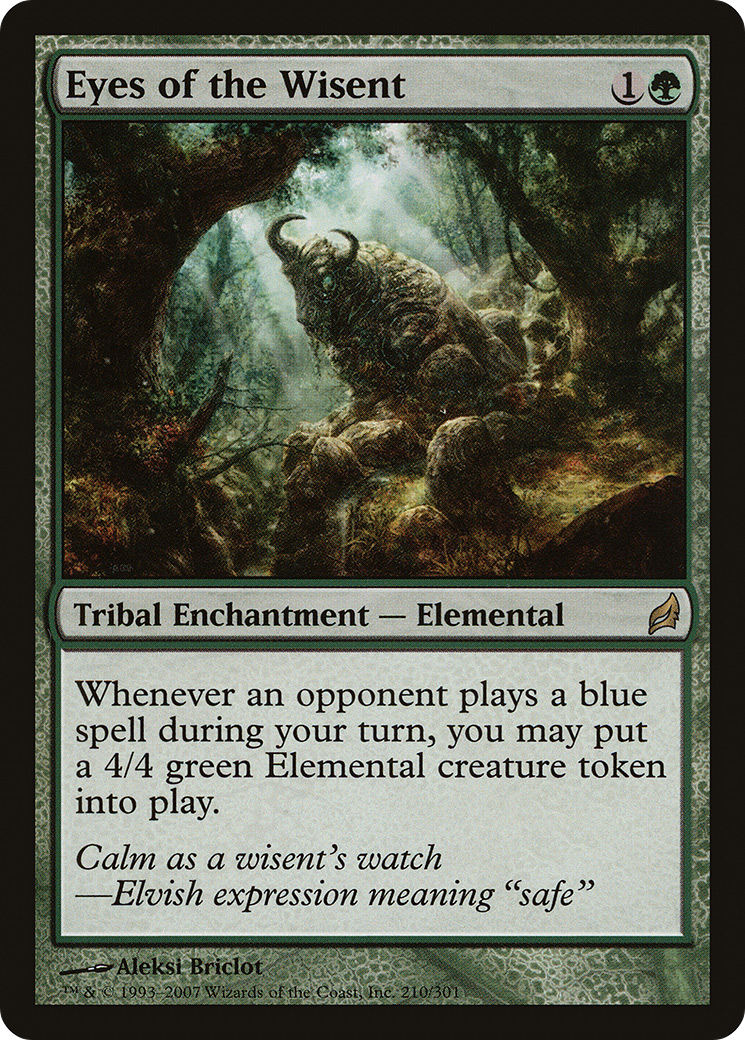 Eyes of the Wisent 1
Tribal Enchantment — Elemental
Whenever an opponent plays a blue
spell during your turn, you may put
a 4/4 green Elemental creature token
into play.
Calm as a wisent's watch
—Elvish expression meaning “safe”
Aleksi Briclot
™ & © 1993–2007 Wizards of the Coast, Inc. 210/301